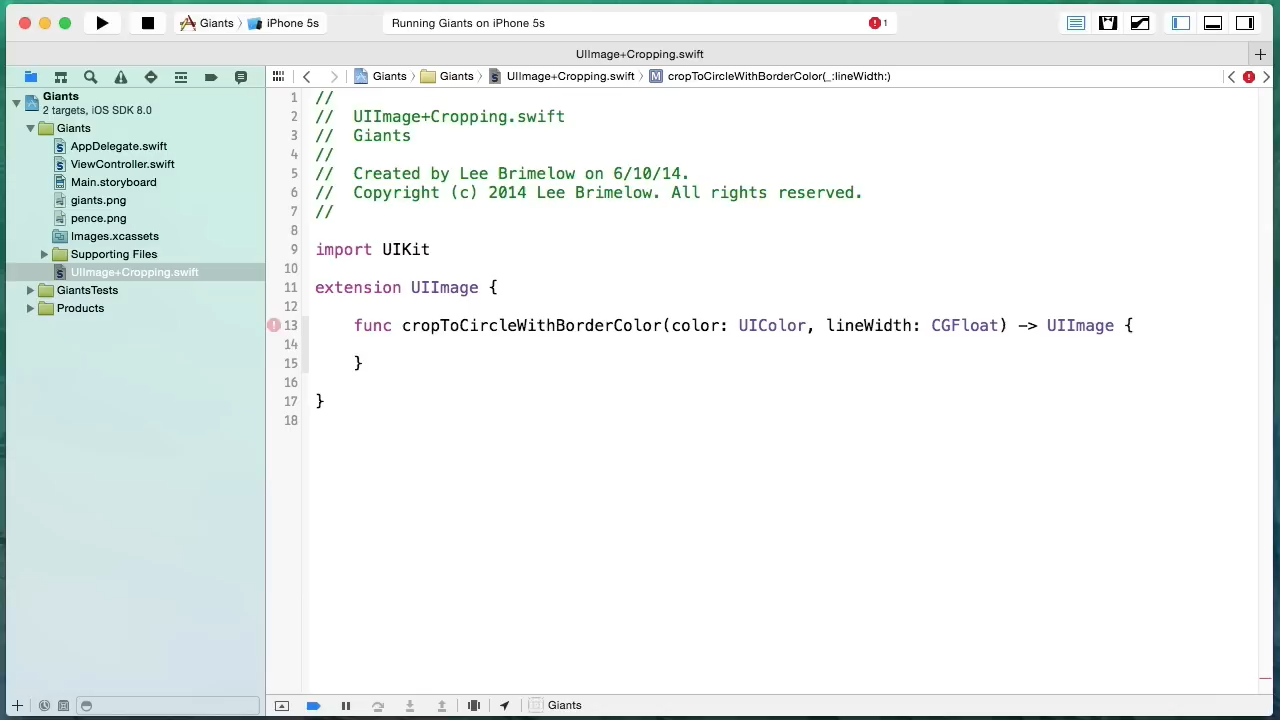 Giants
iPhone 5s
Running Giants on iPhone 5s
1
UIImage+Cropping.swift
Giants
Giants
UIImage+Cropping.swift
M
cropToCircleWithBorderColor(_:lineWidth:)
Giants
2 targets, iOS SDK 8.0
Giants
AppDelegate.swift
ViewController.swift
Main.storyboard
giants.png
pence.png
Images.xcassets
Supporting Files
UIImage+Cropping.swift
GiantsTests
Products
1 //
2 // UIImage+Cropping.swift
3 // Giants
4 //
5 // Created by Lee Brimelow on 6/10/14.
6 // Copyright (c) 2014 Lee Brimelow. All rights reserved.
7 //
8
9 import UIKit
10
11 extension UIImage {
12
13 func cropToCircleWithBorderColor(color: UIColor, lineWidth: CGFloat) -> UIImage {
14
15 }
16
17 }
18
Giants